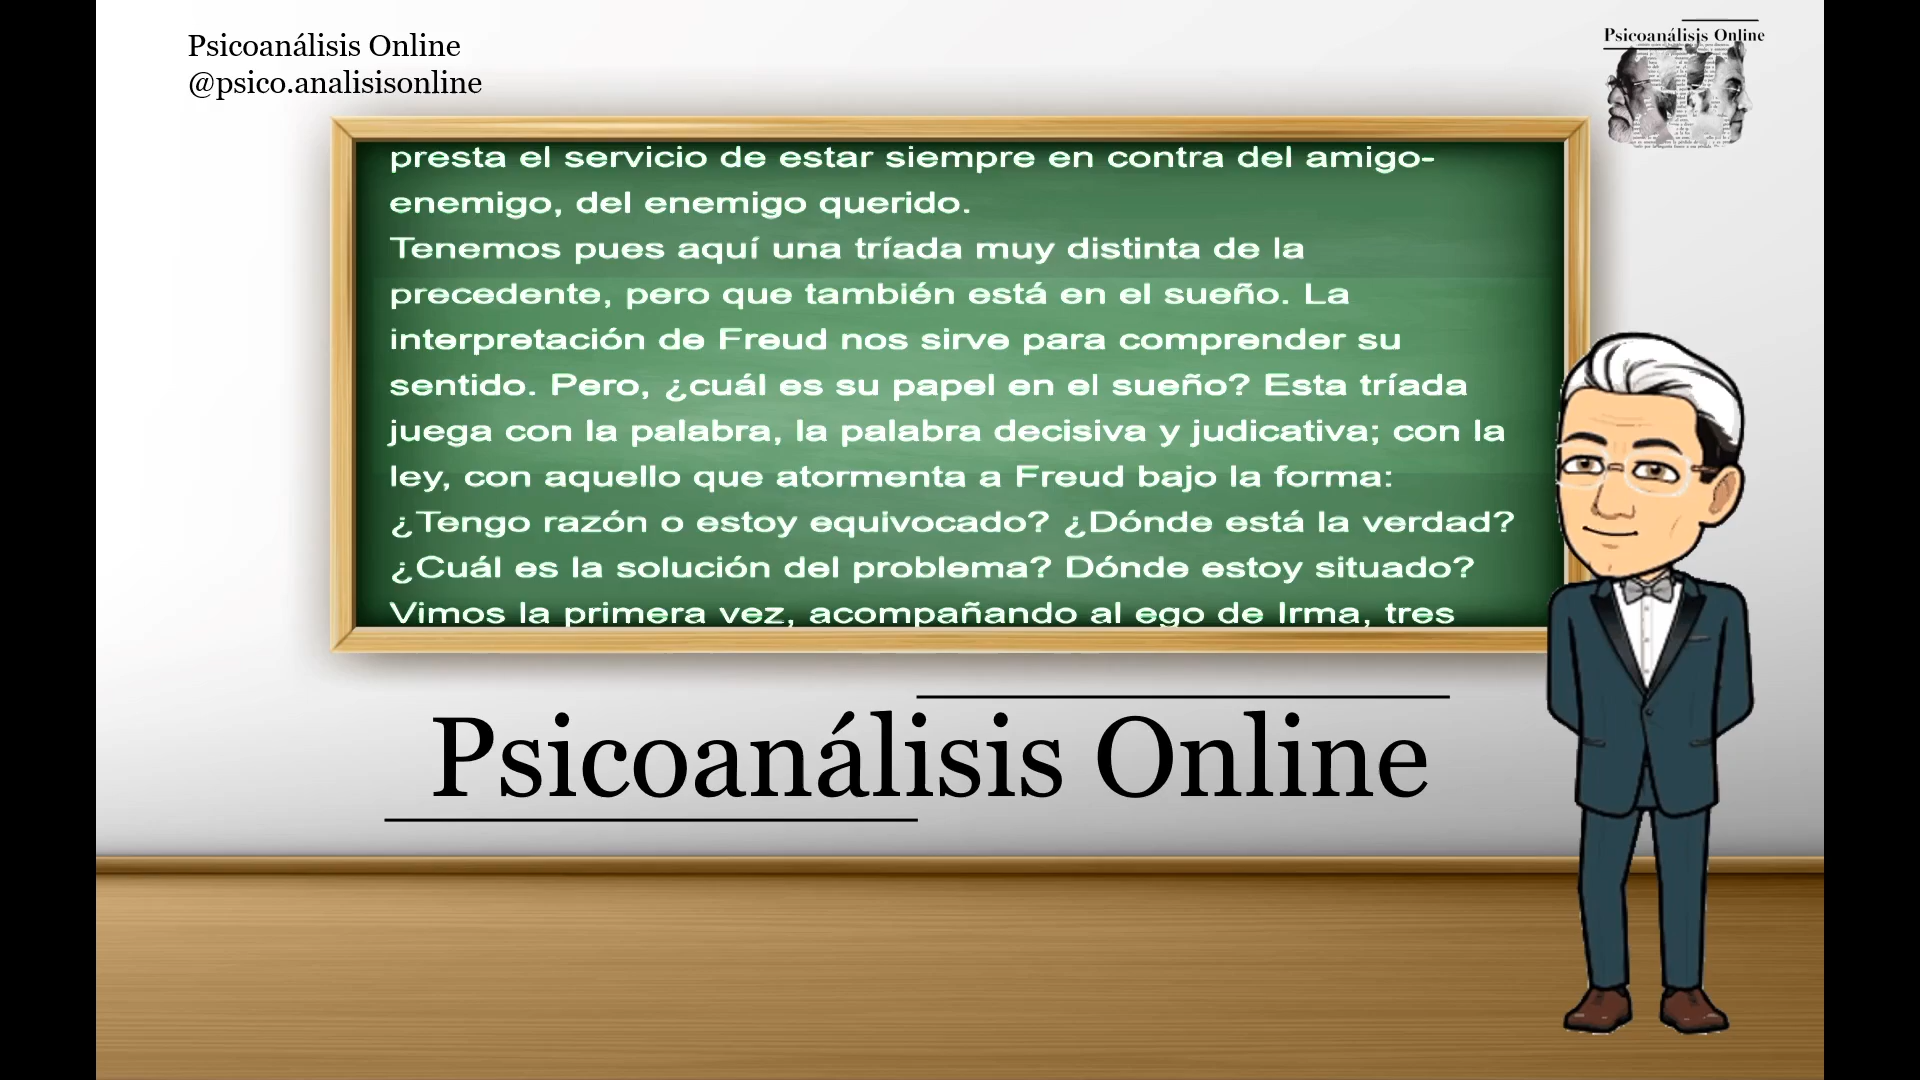 Psicoanálisis Online
@psico.analisisonline
Psicoanálisis Online
presta el servicio de estar siempre en contra del amigo-
enemigo, del enemigo querido.
Tenemos pues aquí una tríada muy distinta de la
precedente, pero que también está en el sueño. La
interpretación de Freud nos sirve para comprender su
sentido. Pero, ¿cuál es su papel en el sueño? Esta tríada
juega con la palabra, la palabra decisiva y judicativa; con la
ley, con aquello que atormenta a Freud bajo la forma:
¿Tengo razón o estoy equivocado? ¿Dónde está la verdad?
¿Cuál es la solución del problema? Dónde estoy situado?
Vimos la primera vez, acompañando al ego de Irma, tres
Psicoanálisis Online